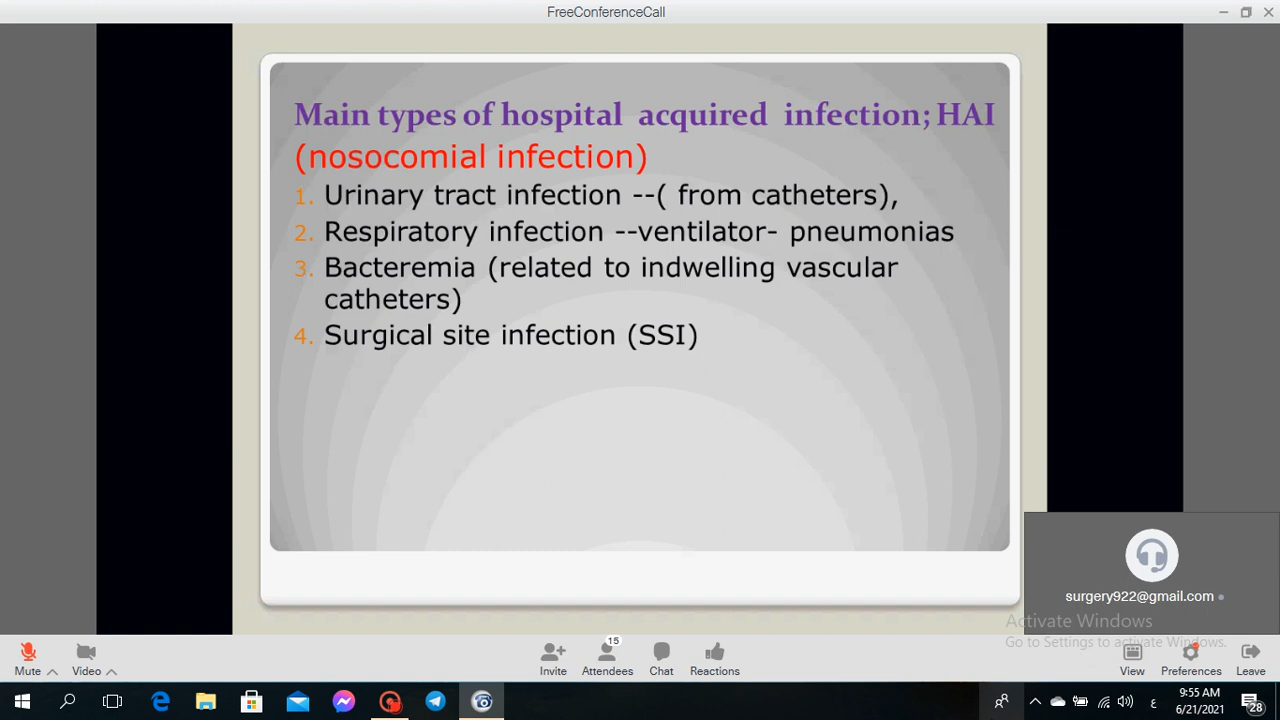 FreeConferenceCall
Main types of hospital acquired infection; HAI
(nosocomial infection)
1. Urinary tract infection --( from catheters),
2. Respiratory infection --ventilator- pneumonias
3. Bacteremia (related to indwelling vascular
catheters)
4. Surgical site infection (SSI)
surgery922@gmail.com
Activate Windows
Go to Settings to activate Windows.
15
Mute
Video
Invite
Attendees
Chat
Reactions
View
Preferences
Leave
ع
9:55 AM
6/21/2021
28